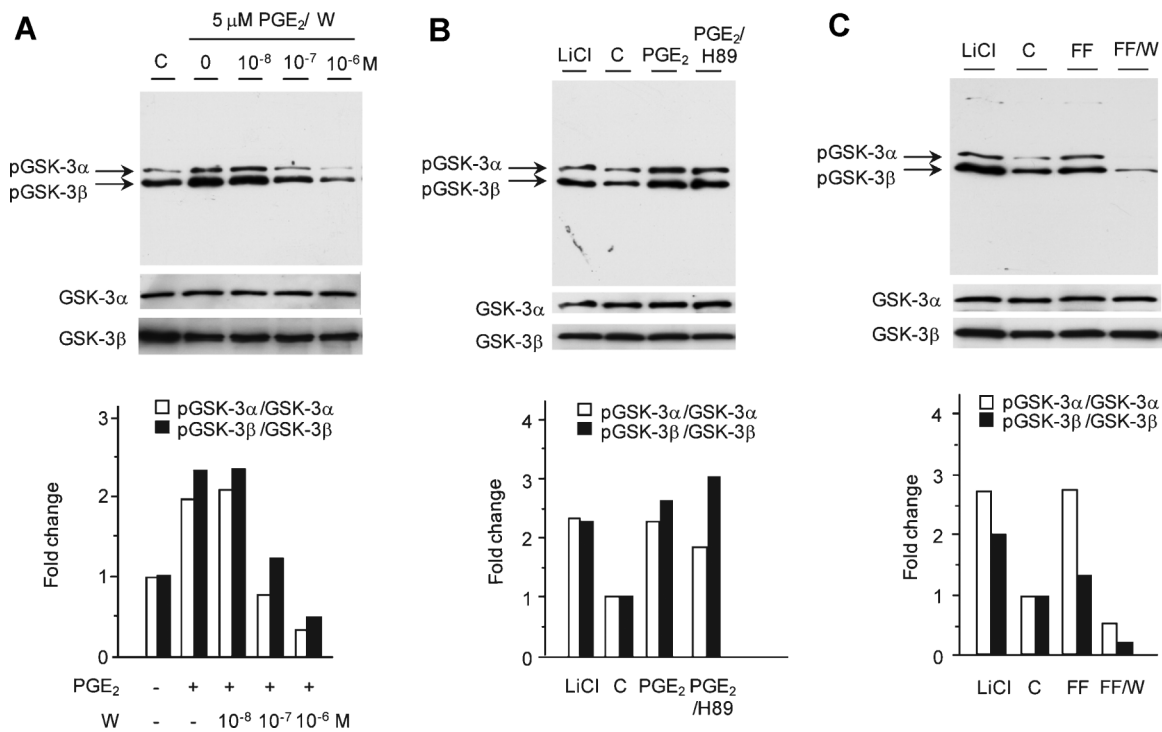 A
5 μM PGE₂/ W
C 0 10⁻⁸ 10⁻⁷ 10⁻⁶ M
pGSK-3α
pGSK-3β
GSK-3α
GSK-3β
pGSK-3α/GSK-3α
pGSK-3β/GSK-3β
Fold change
3
2
1
0
PGE₂ - + + + +
W - - 10⁻⁸ 10⁻⁷ 10⁻⁶ M
B
LiCl C PGE₂ PGE₂/
H89
pGSK-3α
pGSK-3β
GSK-3α
GSK-3β
pGSK-3α/GSK-3α
pGSK-3β/GSK-3β
Fold change
4
3
2
1
0
LiCl C PGE₂ PGE₂
/H89
C
LiCl C FF FF/W
pGSK-3α
pGSK-3β
GSK-3α
GSK-3β
pGSK-3α/GSK-3α
pGSK-3β/GSK-3β
Fold change
4
3
2
1
0
LiCl C FF FF/W